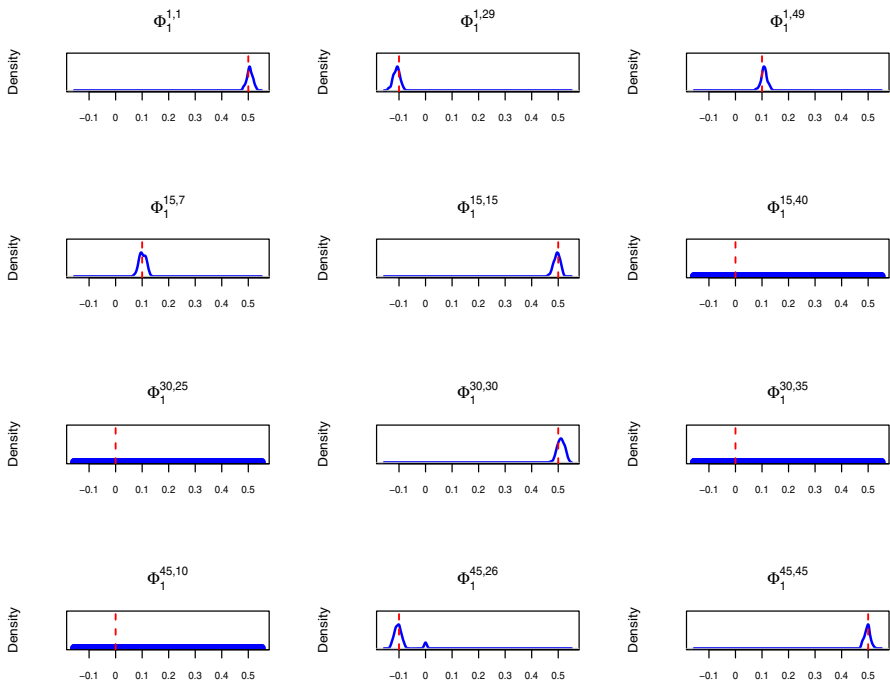 Φ₁^{1,1} Φ₁^{1,29} Φ₁^{1,49}
Density Density Density
−0.1 0 0.1 0.2 0.3 0.4 0.5 −0.1 0 0.1 0.2 0.3 0.4 0.5 −0.1 0 0.1 0.2 0.3 0.4 0.5
Φ₁^{15,7} Φ₁^{15,15} Φ₁^{15,40}
Density Density Density
−0.1 0 0.1 0.2 0.3 0.4 0.5 −0.1 0 0.1 0.2 0.3 0.4 0.5 −0.1 0 0.1 0.2 0.3 0.4 0.5
Φ₁^{30,25} Φ₁^{30,30} Φ₁^{30,35}
Density Density Density
−0.1 0 0.1 0.2 0.3 0.4 0.5 −0.1 0 0.1 0.2 0.3 0.4 0.5 −0.1 0 0.1 0.2 0.3 0.4 0.5
Φ₁^{45,10} Φ₁^{45,26} Φ₁^{45,45}
Density Density Density
−0.1 0 0.1 0.2 0.3 0.4 0.5 −0.1 0 0.1 0.2 0.3 0.4 0.5 −0.1 0 0.1 0.2 0.3 0.4 0.5